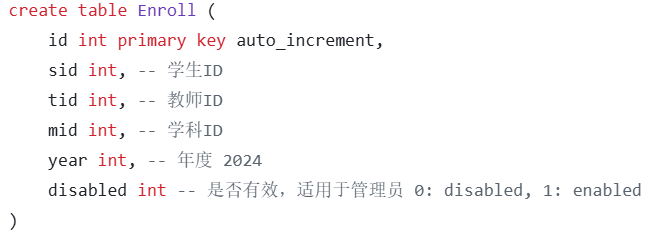 create table Enroll (
    id int primary key auto_increment,
    sid int, -- 学生ID
    tid int, -- 教师ID
    mid int, -- 学科ID
    year int, -- 年度 2024
    disabled int -- 是否有效，适用于管理员 0: disabled, 1: enabled
)